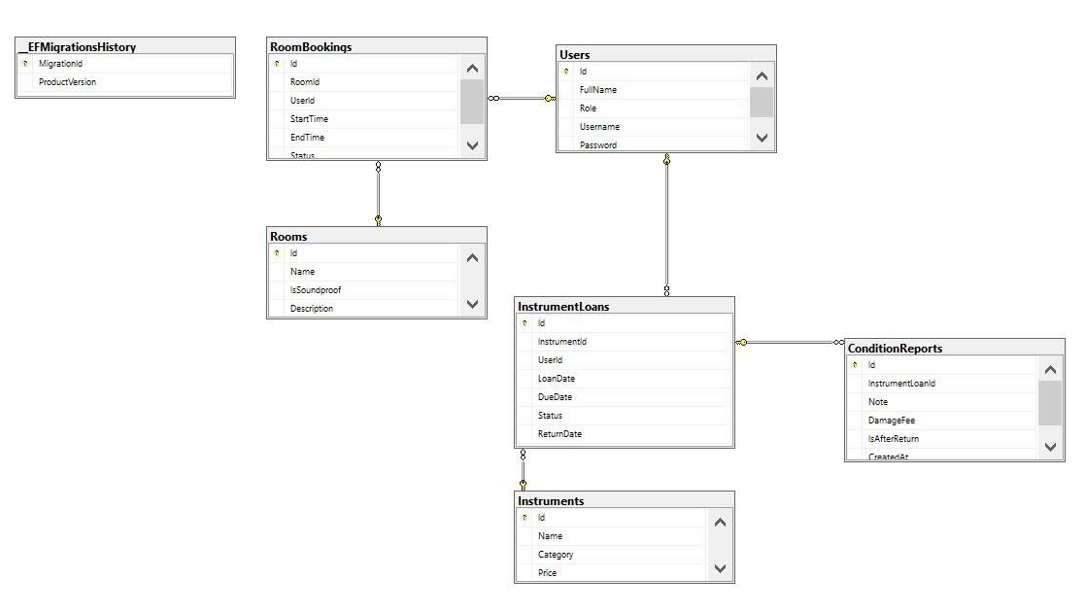 __EFMigrationsHistory
MigrationId
ProductVersion
RoomBookings
Id
RoomId
UserId
StartTime
EndTime
Status
Users
Id
FullName
Role
Username
Password
Rooms
Id
Name
IsSoundproof
Description
InstrumentLoans
Id
InstrumentId
UserId
LoanDate
DueDate
Status
ReturnDate
ConditionReports
Id
InstrumentLoanId
Note
DamageFee
IsAfterReturn
CreatedAt
Instruments
Id
Name
Category
Price